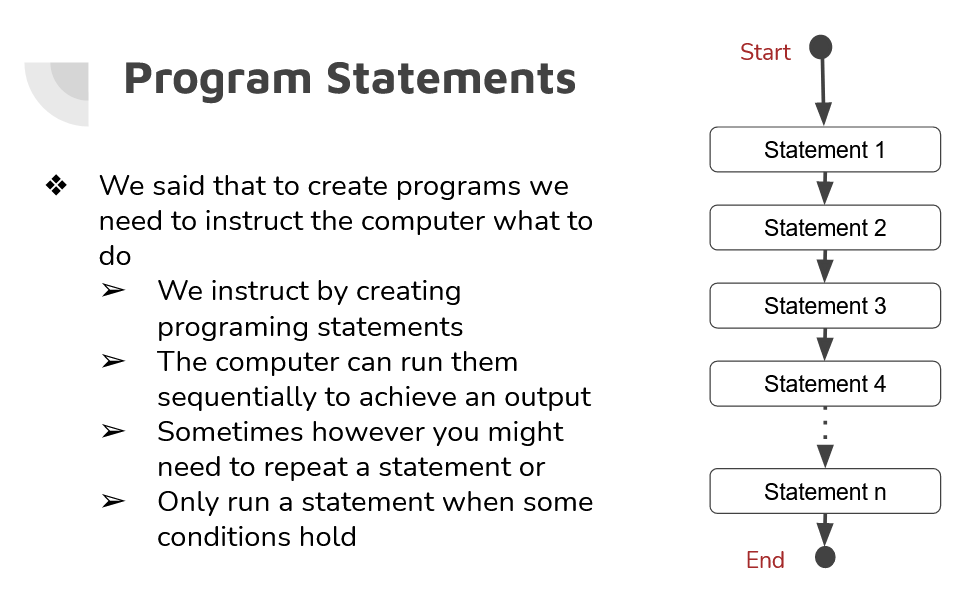 Program Statements
❖ We said that to create programs we
need to instruct the computer what to
do
➢ We instruct by creating
programing statements
➢ The computer can run them
sequentially to achieve an output
➢ Sometimes however you might
need to repeat a statement or
➢ Only run a statement when some
conditions hold
Start
Statement 1
Statement 2
Statement 3
Statement 4
Statement n
End